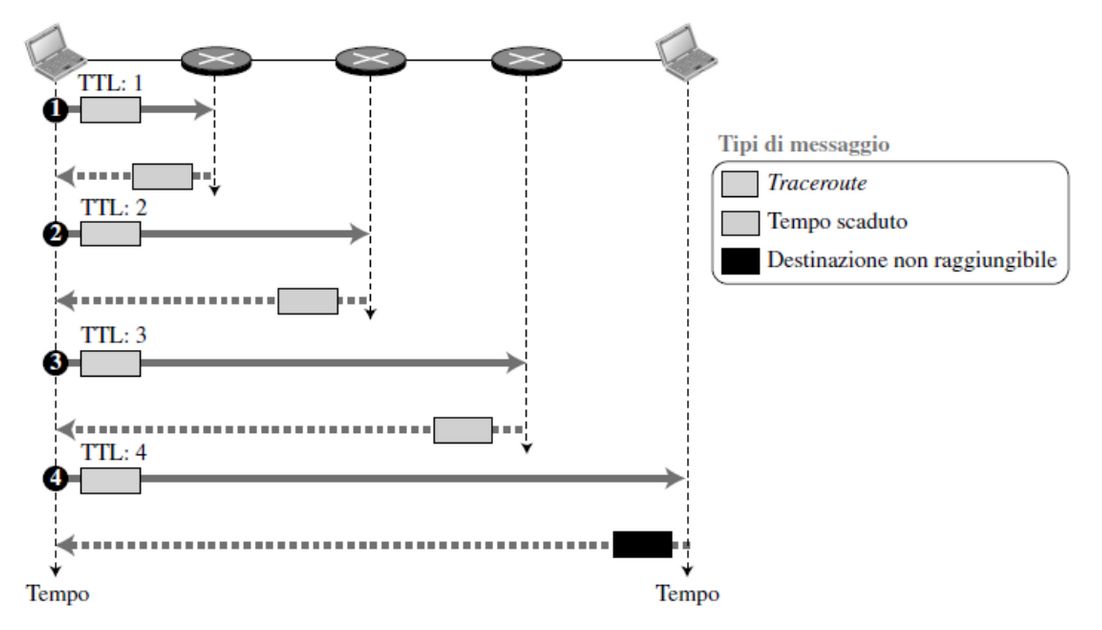 TTL: 1
1
Tipi di messaggio
Traceroute
TTL: 2
Tempo scaduto
2
Destinazione non raggiungibile
TTL: 3
3
TTL: 4
4
Tempo
Tempo